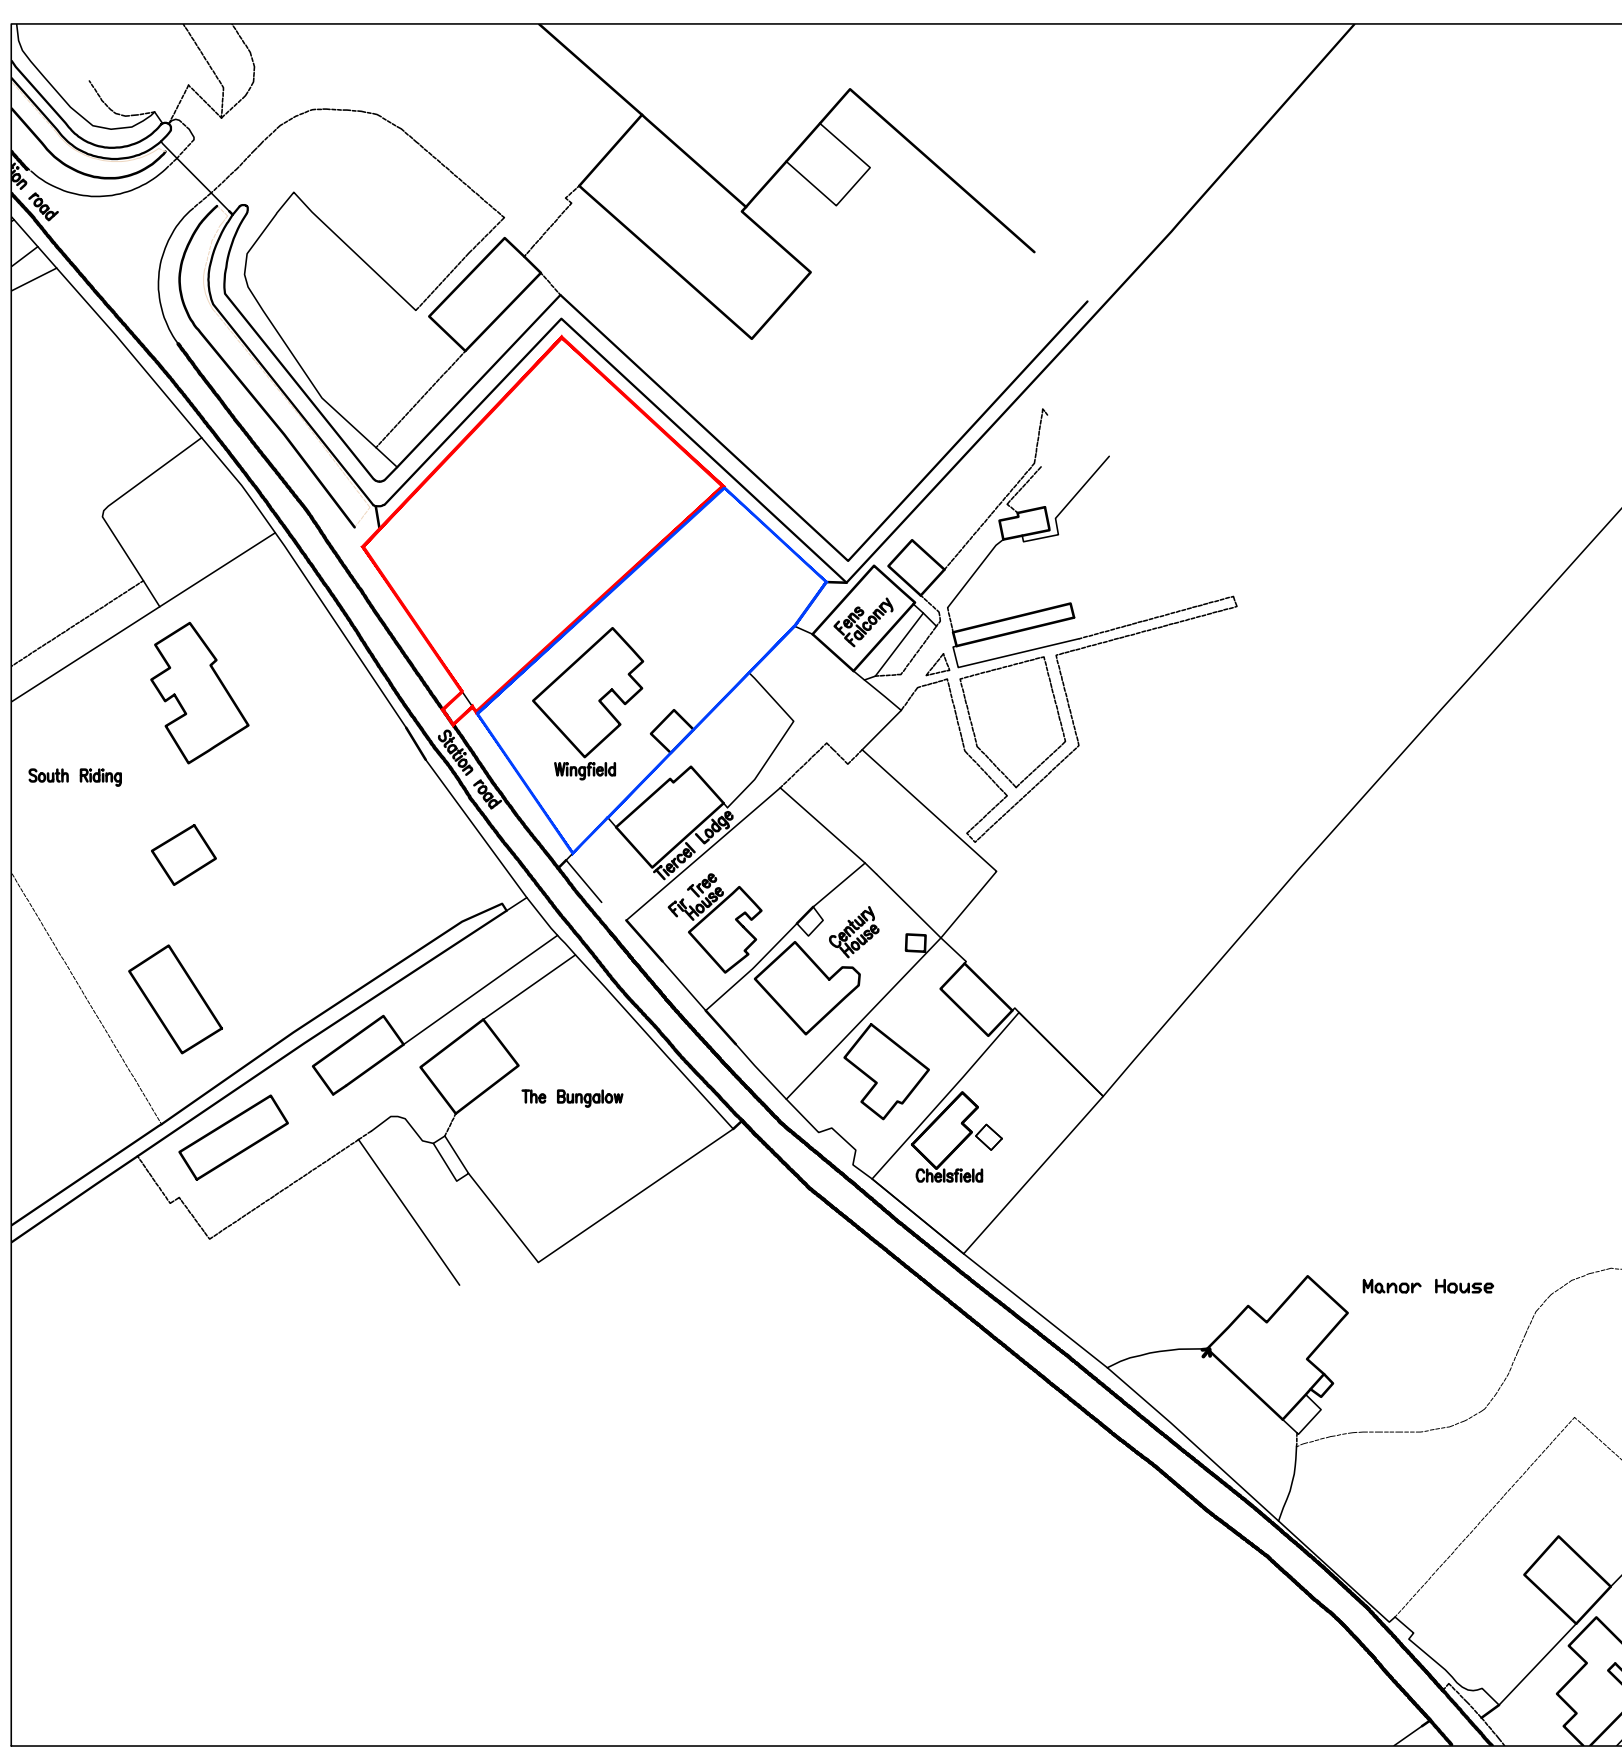 road
Fens
Falconry
Station road
South Riding
Wingfield
Tiercel Lodge
Fir Tree
House
Century
House
The Bungalow
Chelsfield
Manor House